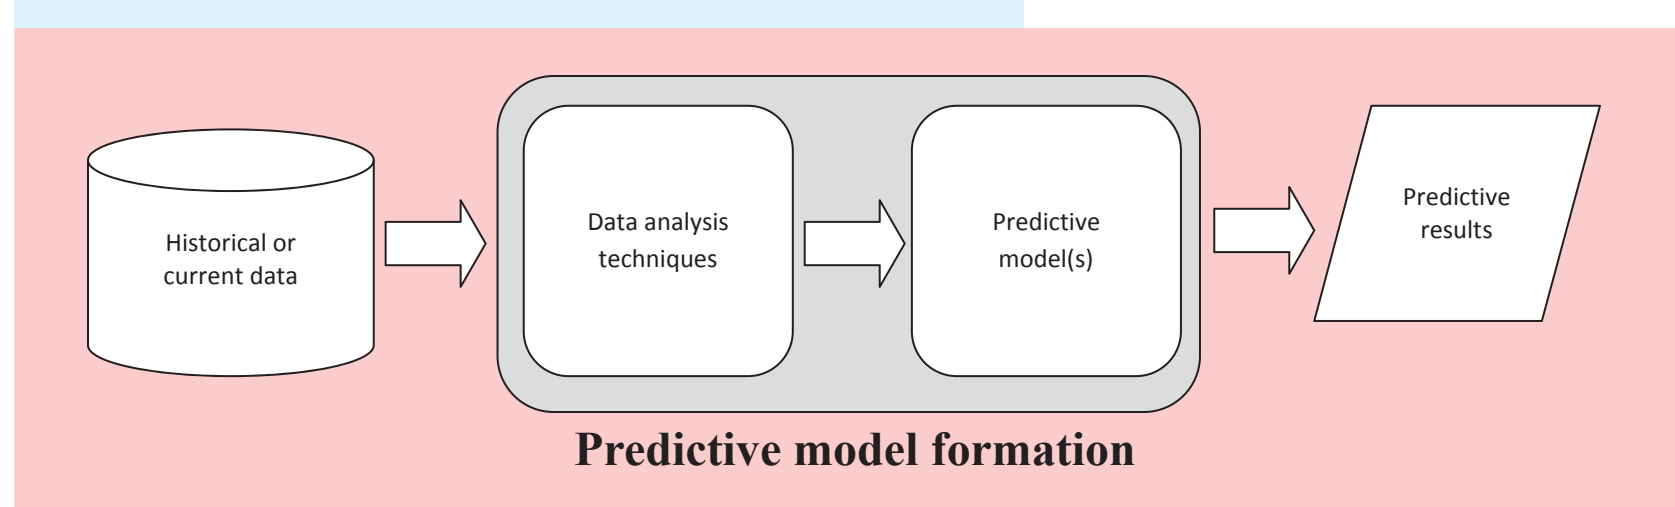 Historical or
current data
Data analysis
techniques
Predictive
model(s)
Predictive
results
Predictive model formation